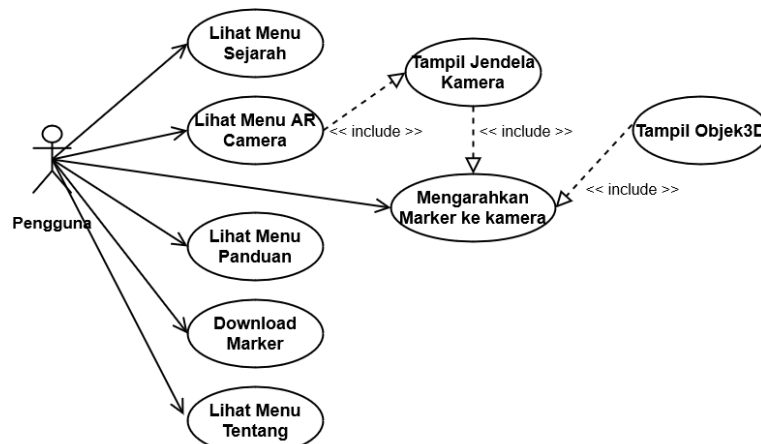 Lihat Menu
Sejarah
Tampil Jendela
Kamera
Lihat Menu AR
Camera
<< include >>
<< include >>
Tampil Objek3D
Mengarahkan
Marker ke kamera
<< include >>
Pengguna
Lihat Menu
Panduan
Download
Marker
Lihat Menu
Tentang